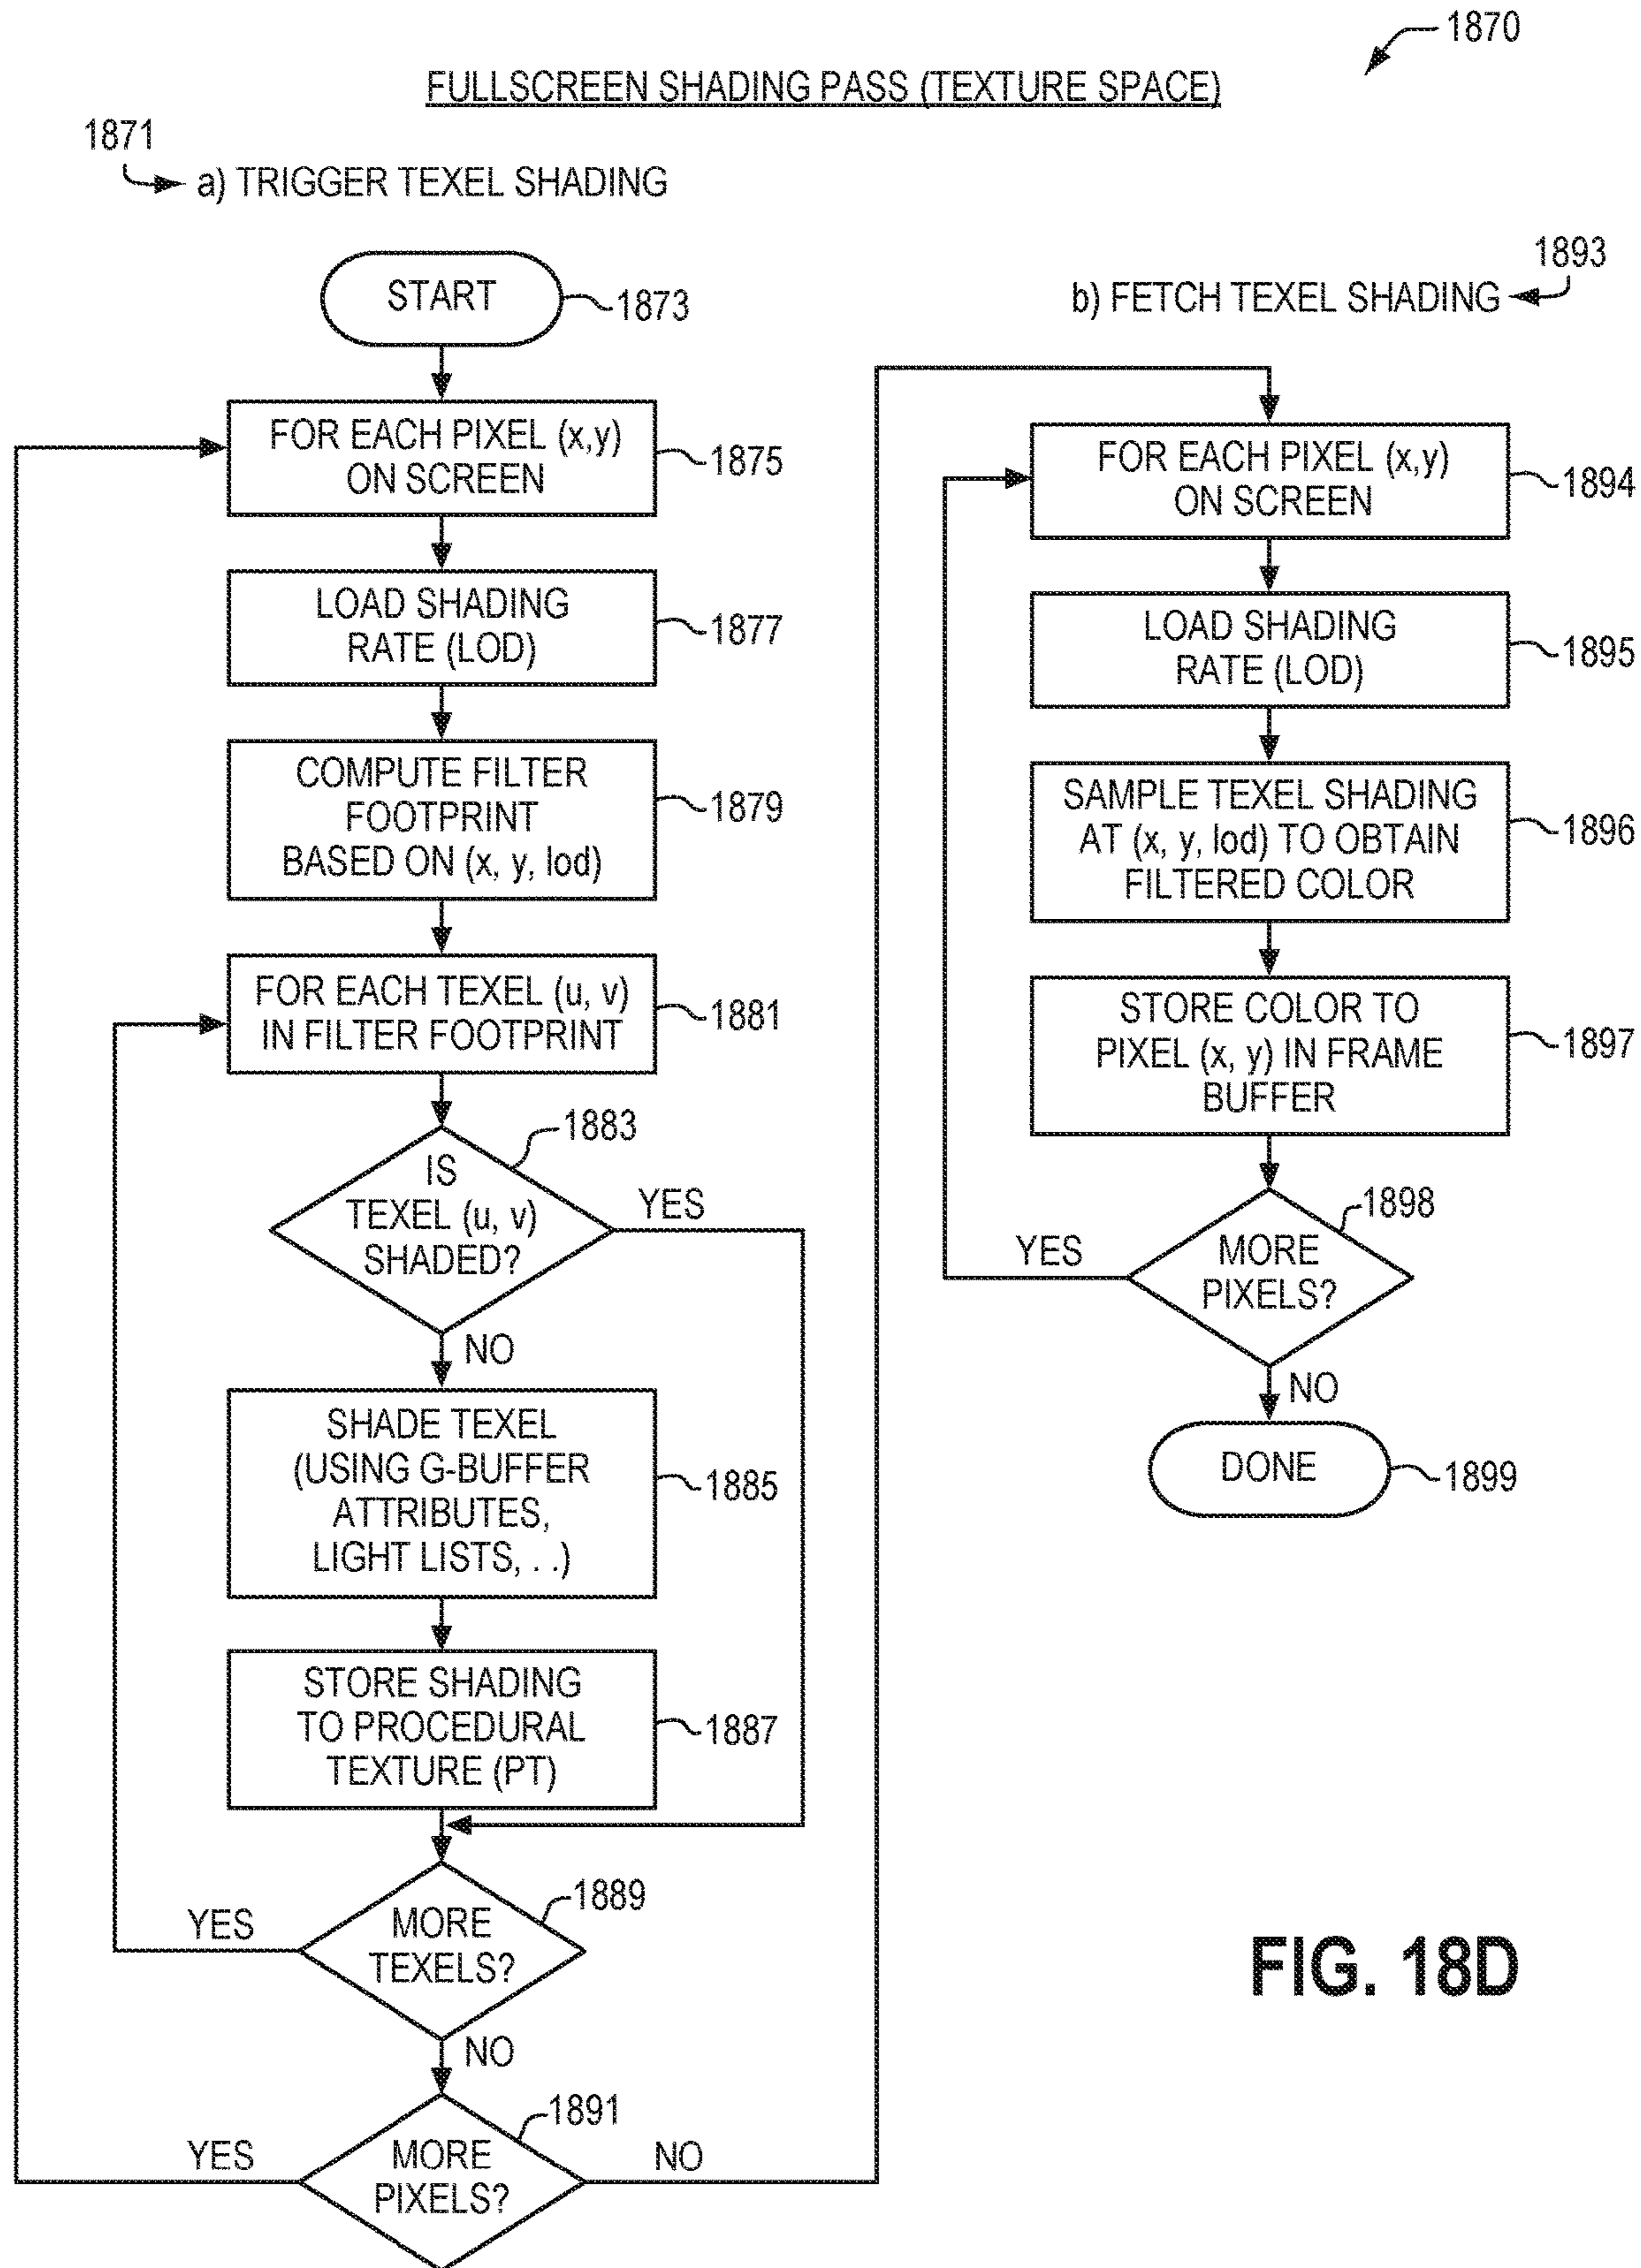 1870
FULLSCREEN SHADING PASS (TEXTURE SPACE)
1871
a) TRIGGER TEXEL SHADING
START
1873
FOR EACH PIXEL (x,y)
ON SCREEN
1875
LOAD SHADING
RATE (LOD)
1877
COMPUTE FILTER
FOOTPRINT
BASED ON (x, y, lod)
1879
FOR EACH TEXEL (u, v)
IN FILTER FOOTPRINT
1881
1883
IS
TEXEL (u, v)
SHADED?
YES
NO
SHADE TEXEL
(USING G-BUFFER
ATTRIBUTES,
LIGHT LISTS, . .)
1885
STORE SHADING
TO PROCEDURAL
TEXTURE (PT)
1887
1889
MORE
TEXELS?
YES
NO
1891
MORE
PIXELS?
YES
NO
1893
b) FETCH TEXEL SHADING
FOR EACH PIXEL (x,y)
ON SCREEN
1894
LOAD SHADING
RATE (LOD)
1895
SAMPLE TEXEL SHADING
AT (x, y, lod) TO OBTAIN
FILTERED COLOR
1896
STORE COLOR TO
PIXEL (x, y) IN FRAME
BUFFER
1897
1898
MORE
PIXELS?
YES
NO
DONE
1899
FIG. 18D